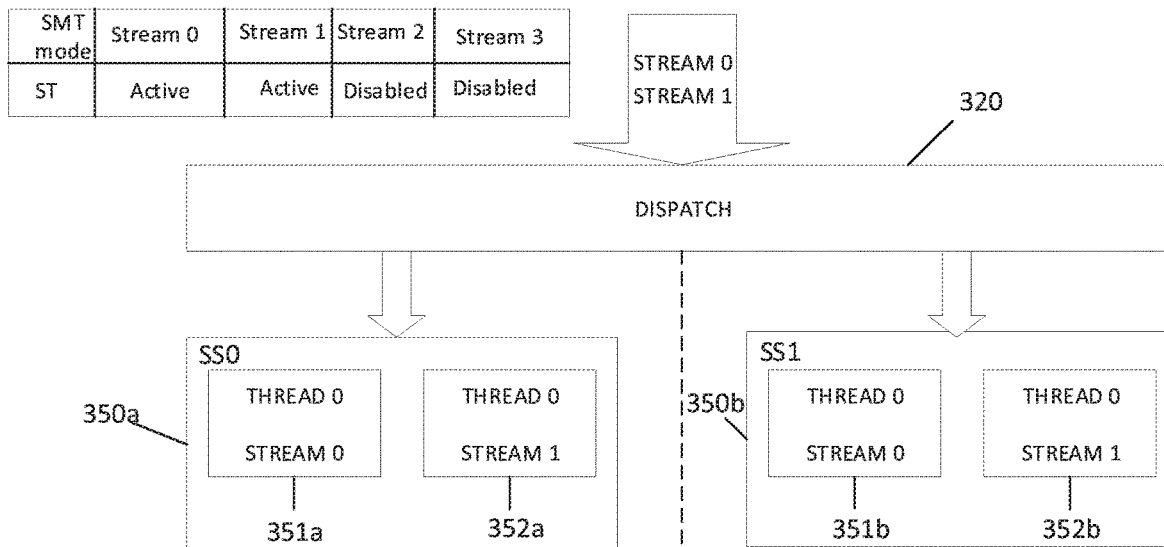 SMT mode Stream 0 Stream 1 Stream 2 Stream 3
ST Active Active Disabled Disabled
STREAM 0
STREAM 1
320
DISPATCH
SS0
SS1
THREAD 0 THREAD 0 THREAD 0 THREAD 0
350a 350b
STREAM 0 STREAM 1 STREAM 0 STREAM 1
351a 352a 351b 352b